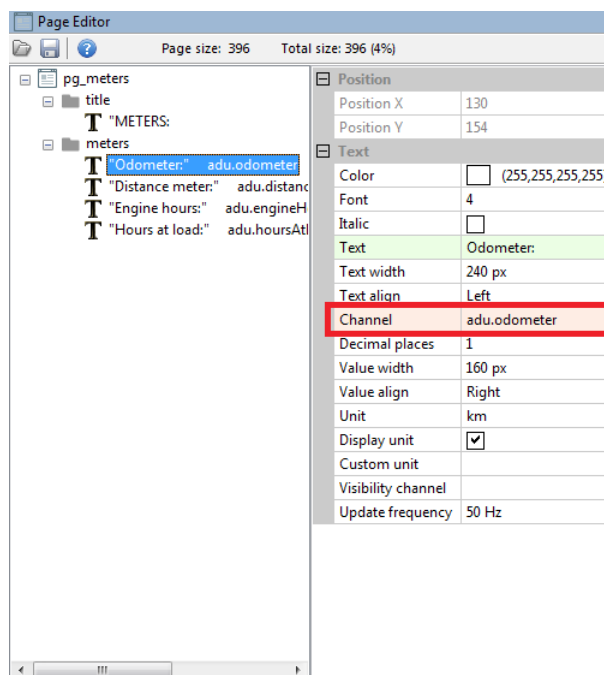 Page Editor
Page size: 396 Total size: 396 (4%)
pg_meters
title
"METERS:
meters
"Odometer:" adu.odometer
"Distance meter:" adu.distanc
"Engine hours:" adu.engineH
"Hours at load:" adu.hoursAtl
Position
Position X 130
Position Y 154
Text
Color (255,255,255,255
Font 4
Italic
Text Odometer:
Text width 240 px
Text align Left
Channel adu.odometer
Decimal places 1
Value width 160 px
Value align Right
Unit km
Display unit
Custom unit
Visibility channel
Update frequency 50 Hz